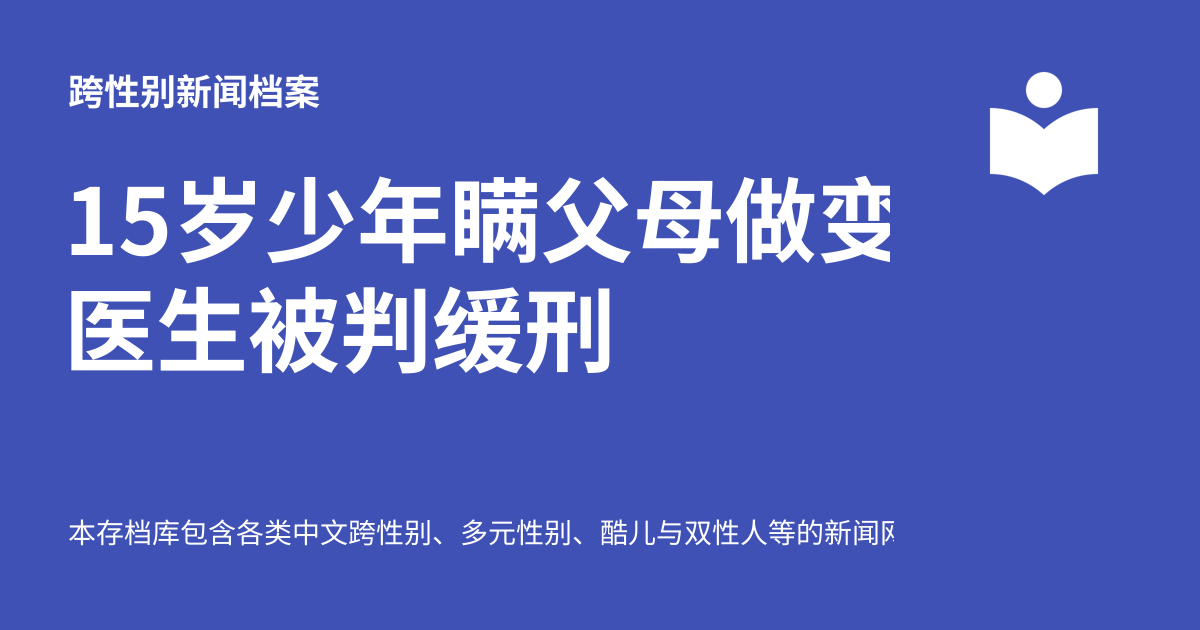 跨性别新闻档案
15岁少年瞒父母做变
医生被判缓刑
本存档库包含各类中文跨性别、多元性别、酷儿与双性人等的新闻网